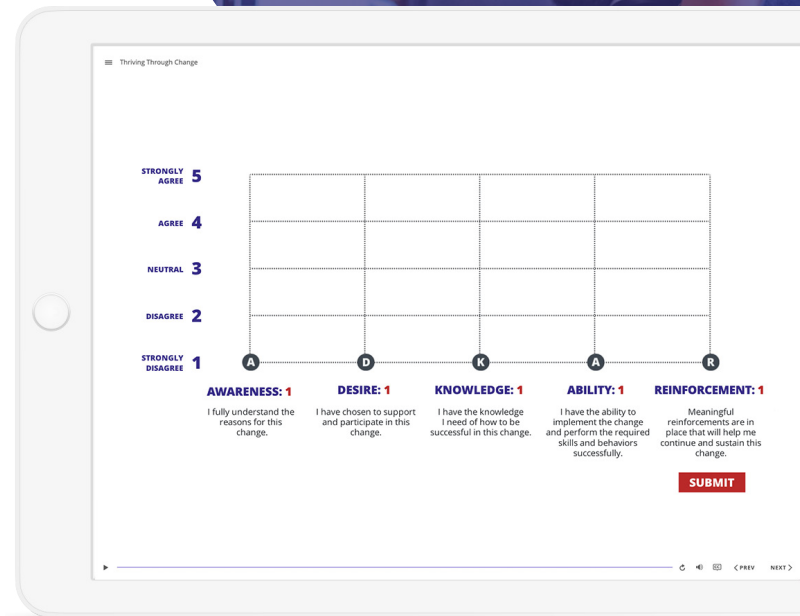 Thriving Through Change
STRONGLY
AGREE 5
AGREE 4
NEUTRAL 3
DISAGREE 2
STRONGLY
DISAGREE 1
A D K A R
AWARENESS: 1
I fully understand the
reasons for this
change.
DESIRE: 1
I have chosen to support
and participate in this
change.
KNOWLEDGE: 1
I have the knowledge
I need of how to be
successful in this change.
ABILITY: 1
I have the ability to
implement the change
and perform the required
skills and behaviors
successfully.
REINFORCEMENT: 1
Meaningful
reinforcements are in
place that will help me
continue and sustain this
change.
SUBMIT
CC
PREV
NEXT